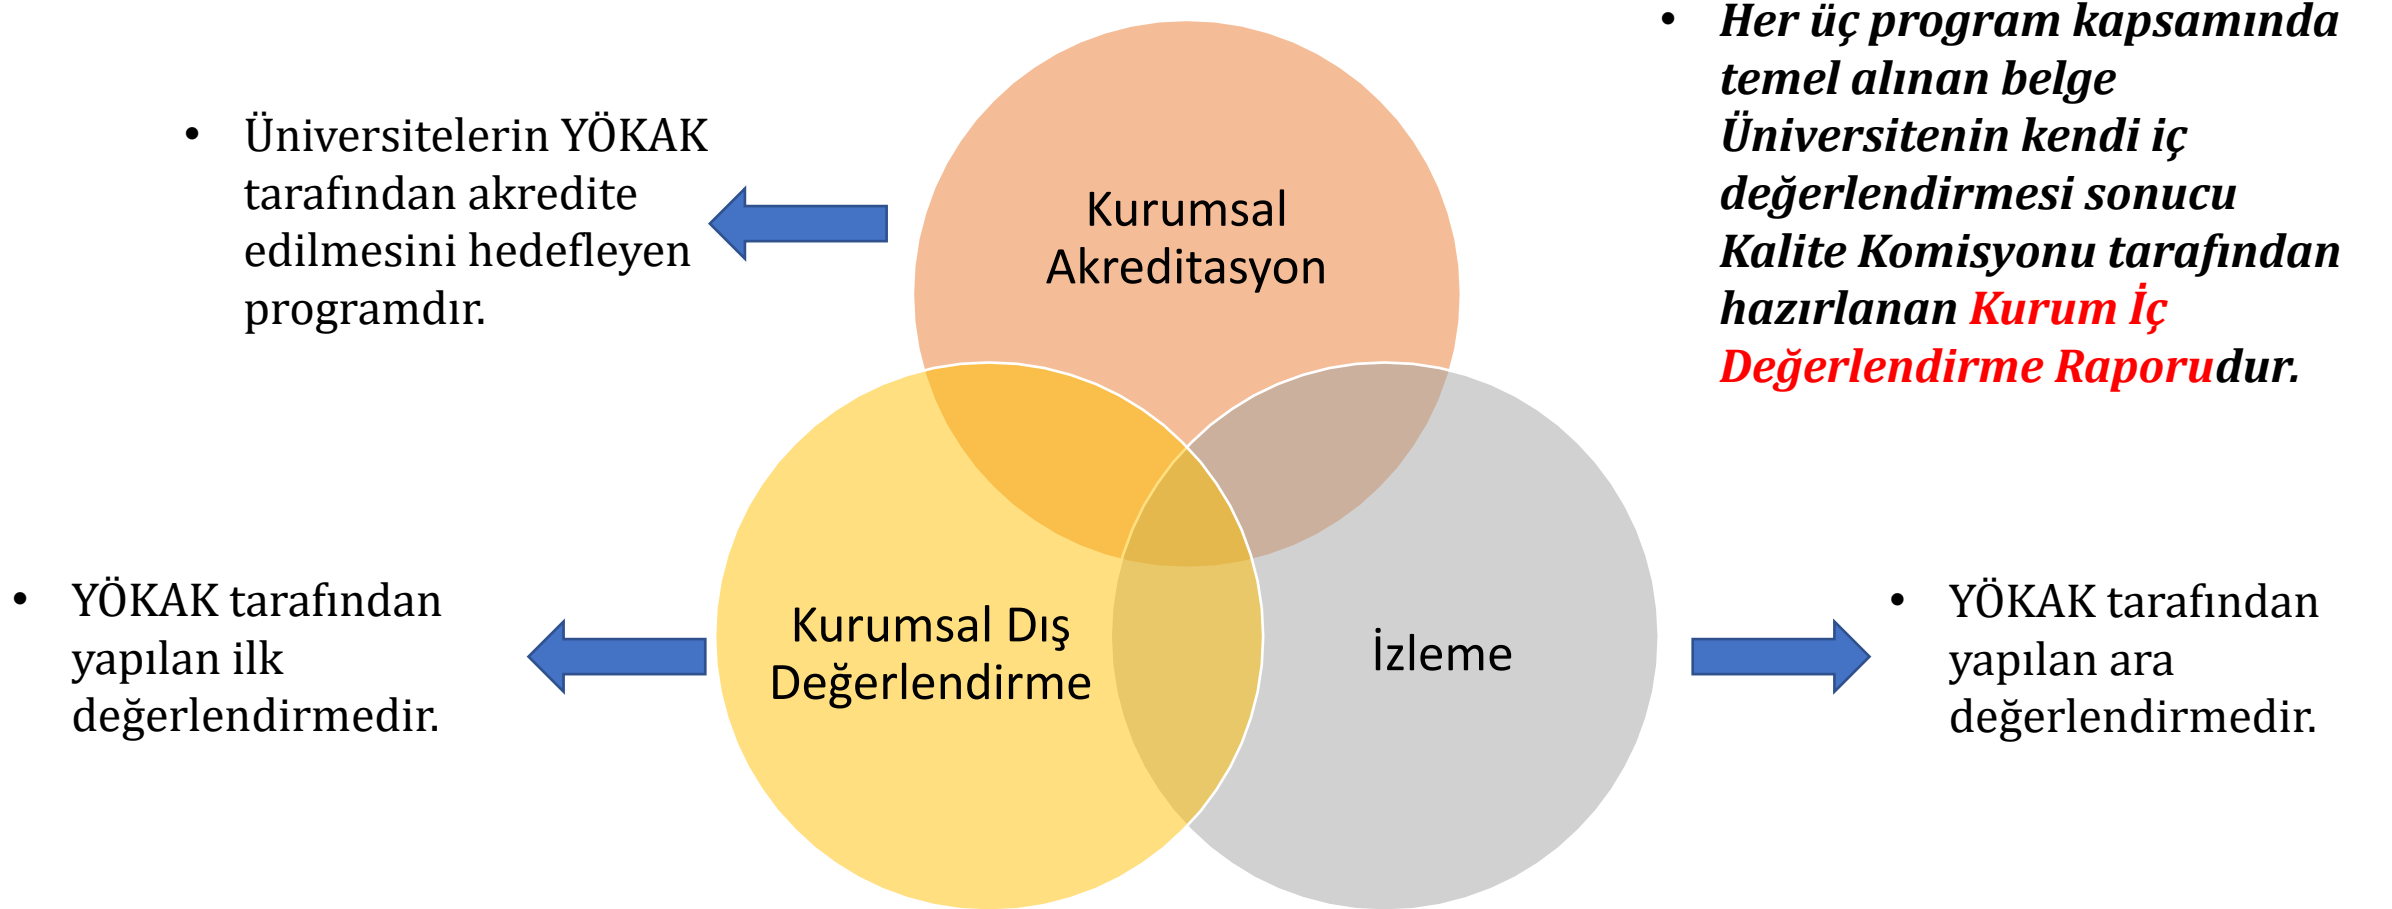 • Her üç program kapsamında
temel alınan belge
Üniversitenin kendi iç
değerlendirmesi sonucu
Kalite Komisyonu tarafından
hazırlanan Kurum İç
Değerlendirme Raporudur.
• Üniversitelerin YÖKAK
tarafından akredite
edilmesini hedefleyen
programdır.
Kurumsal
Akreditasyon
• YÖKAK tarafından
yapılan ilk
değerlendirmedir.
Kurumsal Dış
Değerlendirme
İzleme
• YÖKAK tarafından
yapılan ara
değerlendirmedir.